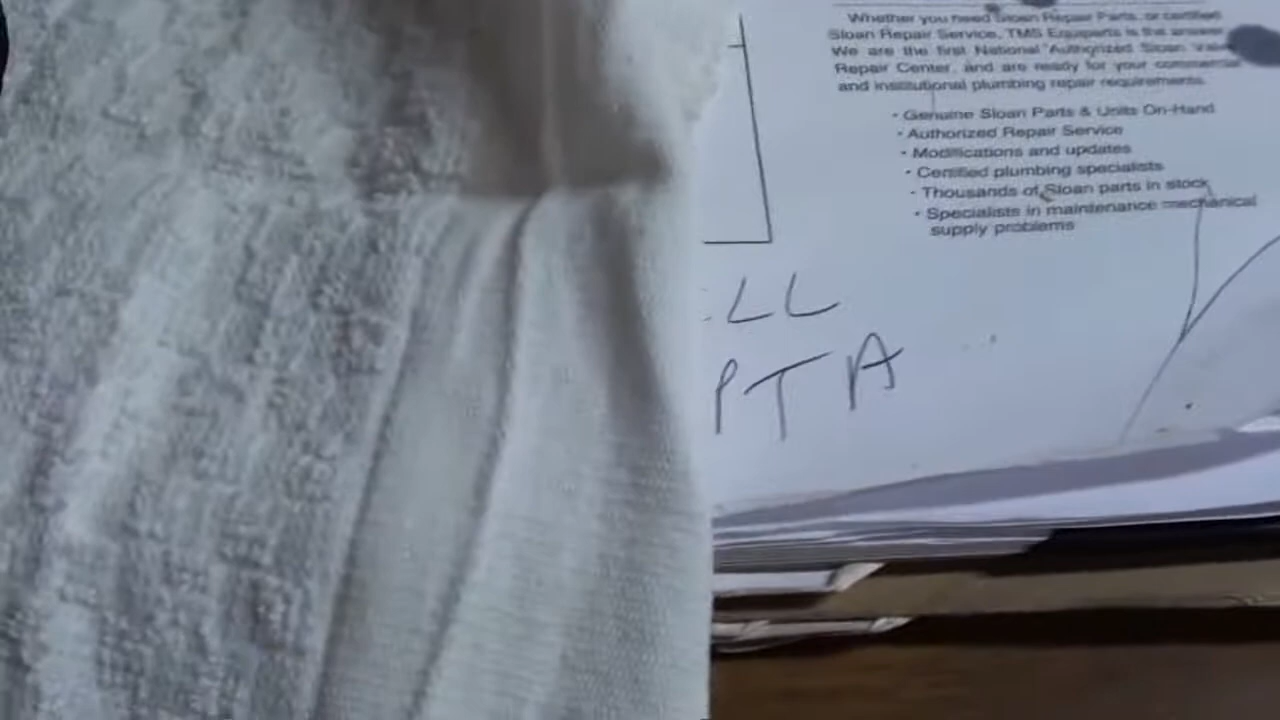 Whether you need Sloan Repair Parts, or certified
Sloan Repair Service, TMS Equiparts is the answer
We are the first National Authorized Sloan Valve
Repair Center, and are ready for your commercial
and institutional plumbing repair requirements.
• Genuine Sloan Parts & Units On-Hand
• Authorized Repair Service
• Modifications and updates
• Certified plumbing specialists
• Thousands of Sloan parts in stock
• Specialists in maintenance mechanical
supply problems
LL
PTA